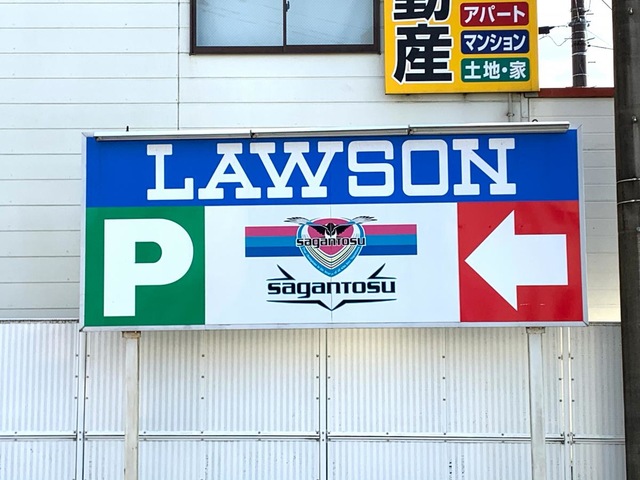 動産
アパート
マンション
土地・家
LAWSON
P
sagantosu
sagantosu